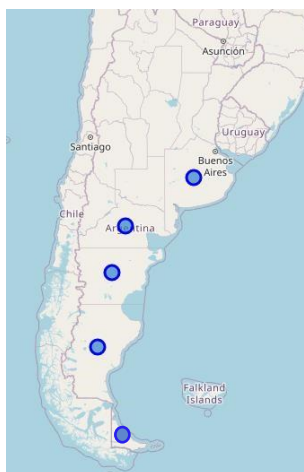 Paraguay
Asunción
Uruguay
Santiago
Buenos
Aires
Chile
Argentina
Falkland
Islands